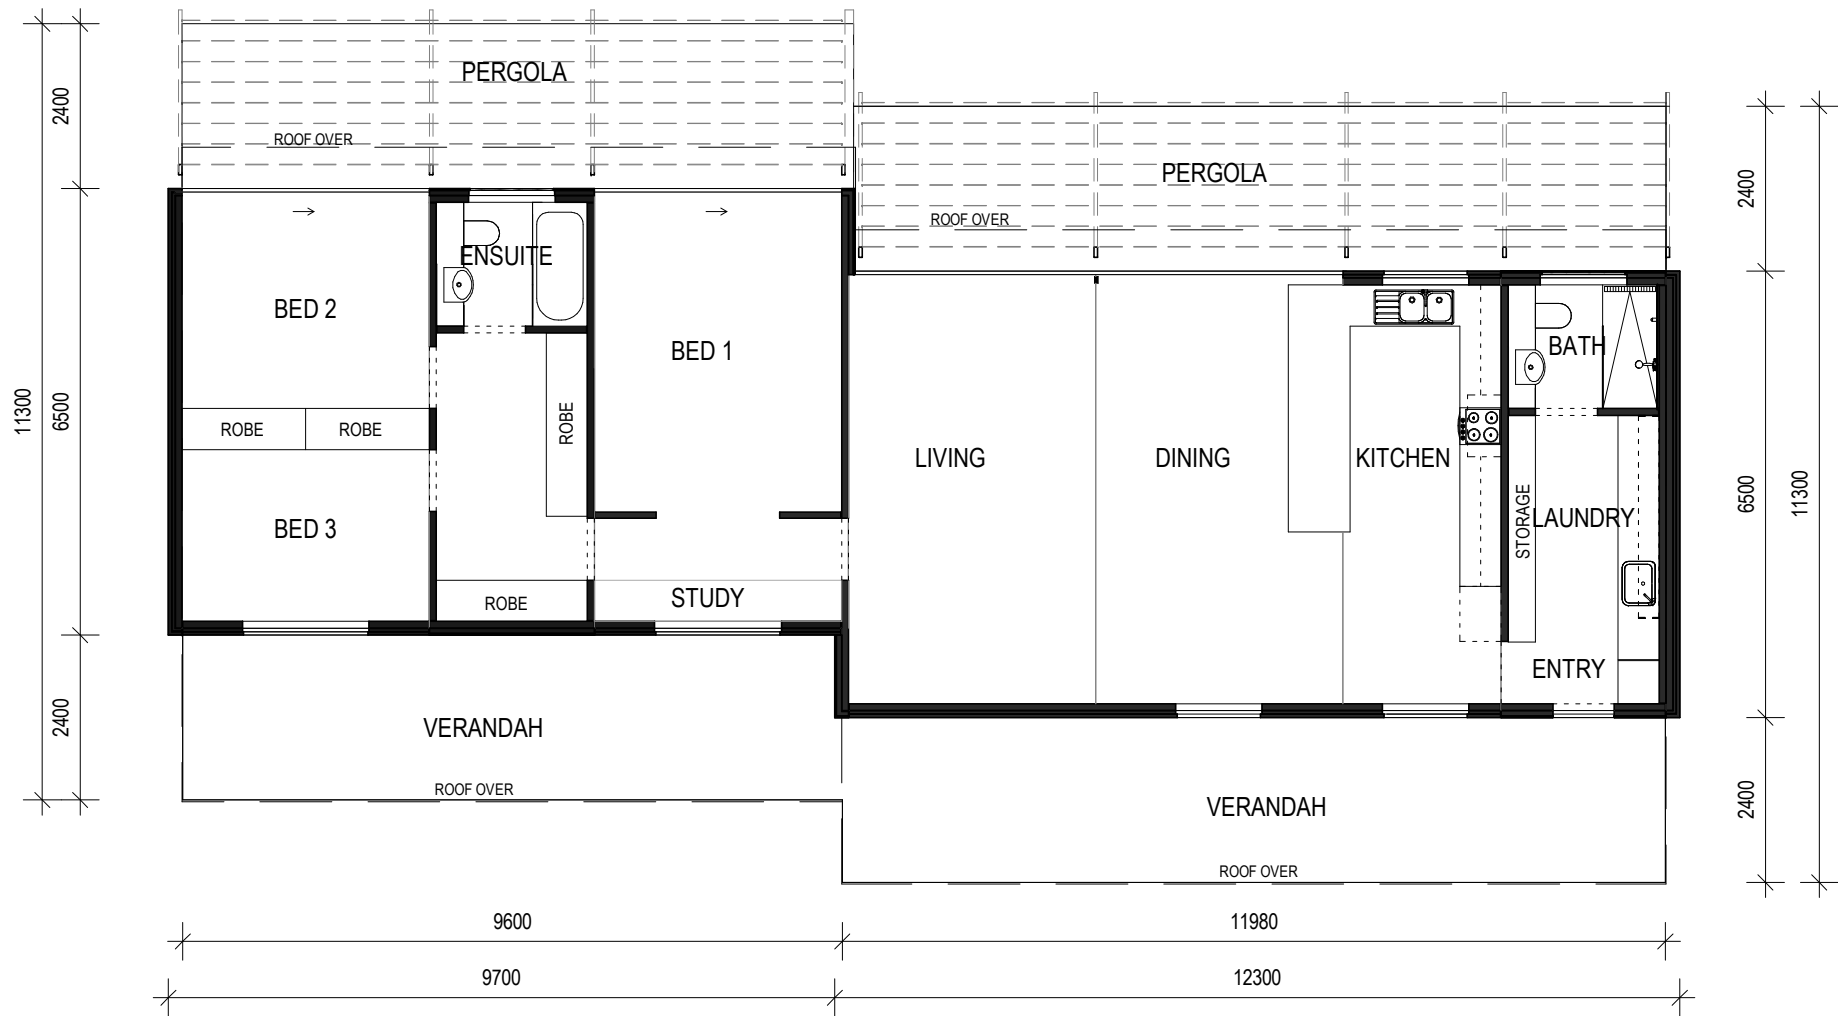 PERGOLA
ROOF OVER
PERGOLA
ROOF OVER
2400
6500
11300
2400
2400
6500
11300
2400
ENSUITE
BED 2
BED 1
BATH
ROBE
ROBE
ROBE
LIVING
DINING
KITCHEN
BED 3
STORAGE
LAUNDRY
ROBE
STUDY
ENTRY
VERANDAH
ROOF OVER
VERANDAH
ROOF OVER
9600
11980
9700
12300